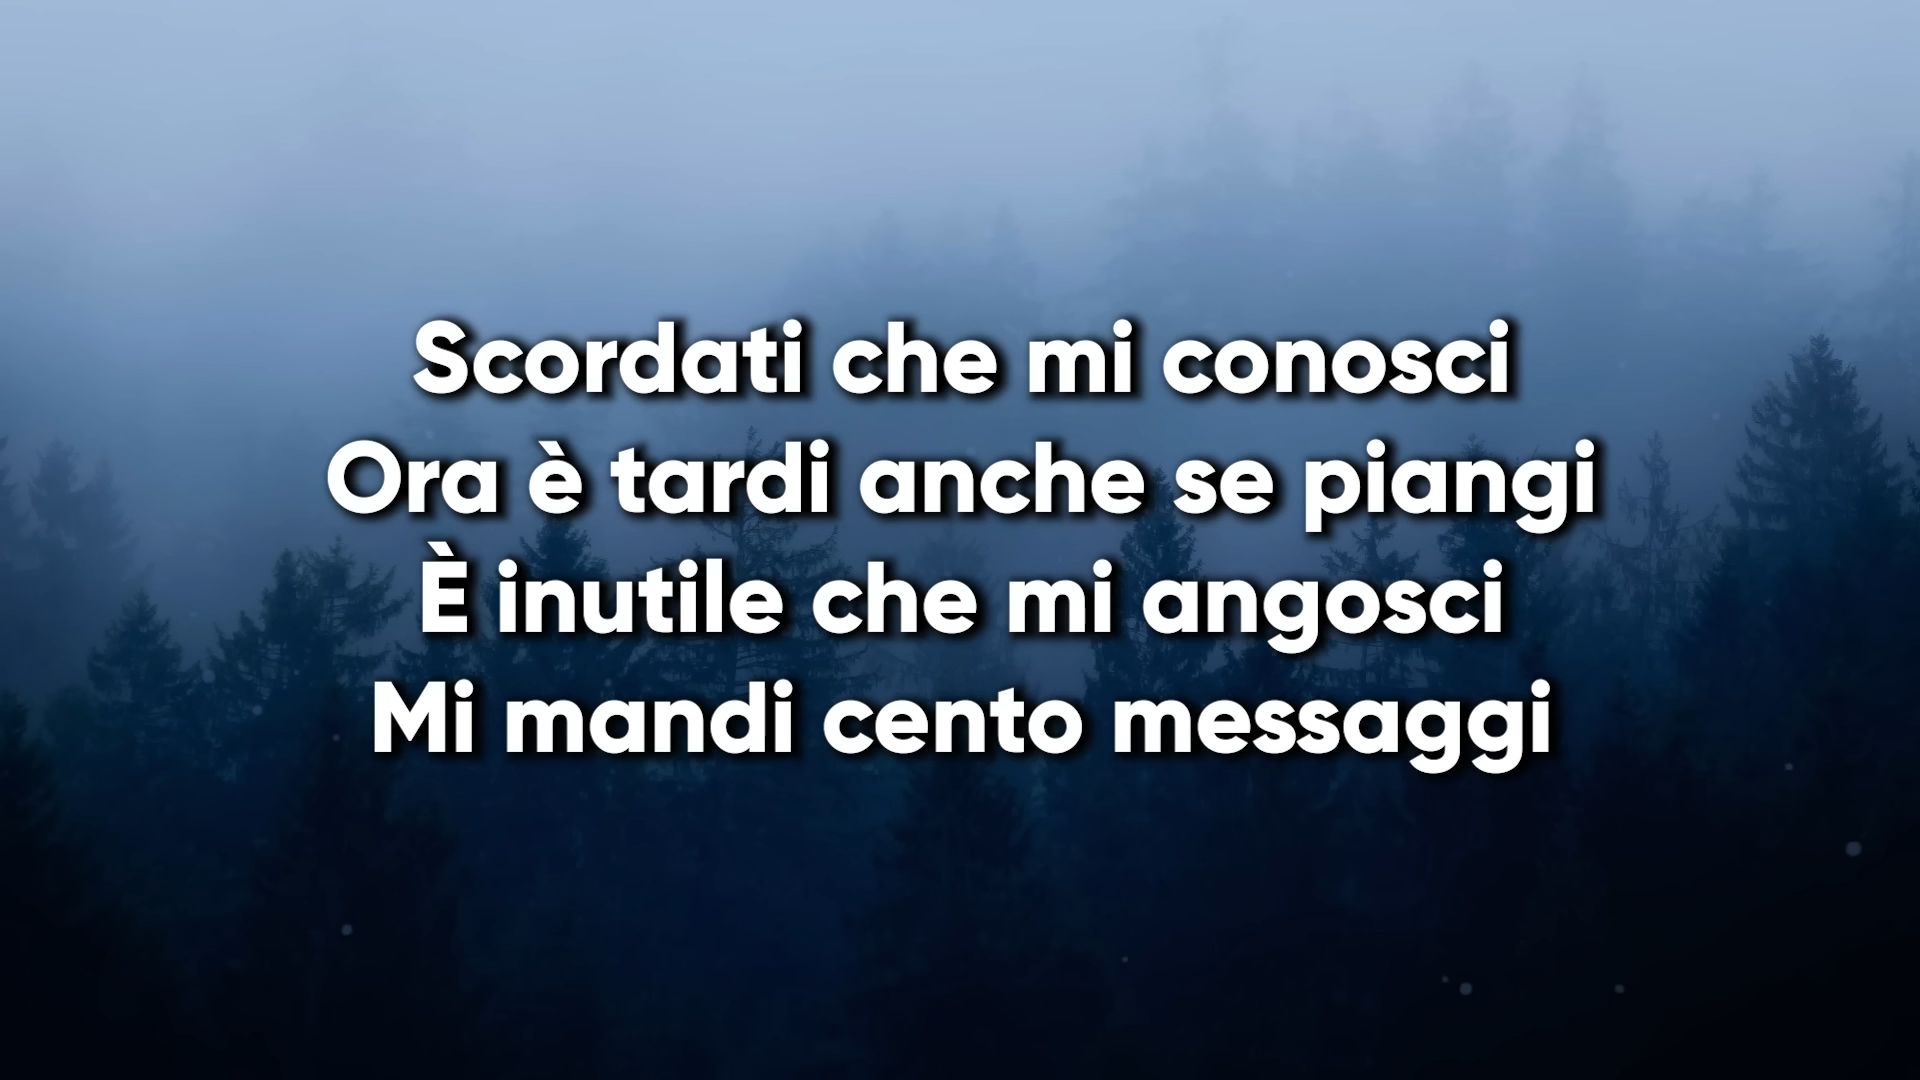 Scordati che mi conosci
Ora è tardi anche se piangi
È inutile che mi angosci
Mi mandi cento messaggi